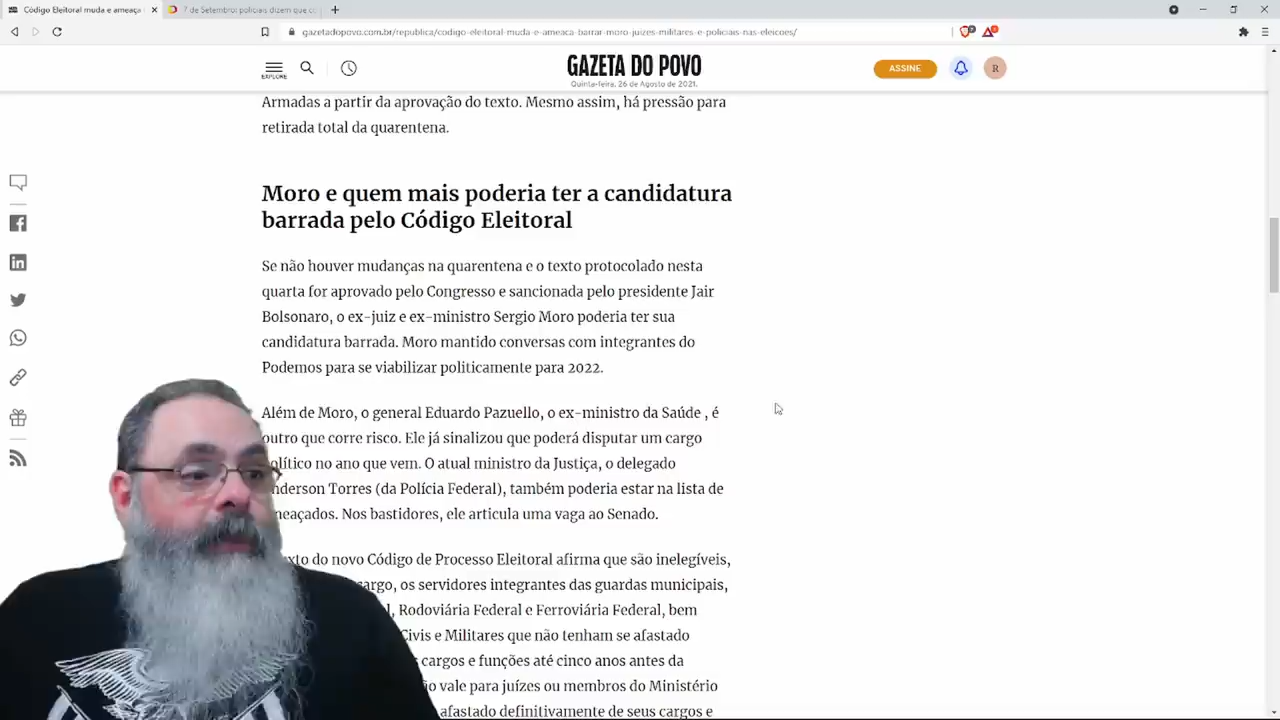 Código Eleitoral muda e ameaça
7 de Setembro: policiais dizem que co
gazetadopovo.com.br/republica/codigo-eleitoral-muda-e-ameaca-barrar-moro-juizes-militares-e-policiais-nas-eleicoes/
EXPLORE
GAZETA DO POVO
Quinta-feira, 26 de Agosto de 2021.
ASSINE
R
Armadas a partir da aprovação do texto. Mesmo assim, há pressão para
retirada total da quarentena.
Moro e quem mais poderia ter a candidatura
barrada pelo Código Eleitoral
Se não houver mudanças na quarentena e o texto protocolado nesta
quarta for aprovado pelo Congresso e sancionada pelo presidente Jair
Bolsonaro, o ex-juiz e ex-ministro Sergio Moro poderia ter sua
candidatura barrada. Moro mantido conversas com integrantes do
Podemos para se viabilizar politicamente para 2022.
Além de Moro, o general Eduardo Pazuello, o ex-ministro da Saúde , é
outro que corre risco. Ele já sinalizou que poderá disputar um cargo
político no ano que vem. O atual ministro da Justiça, o delegado
nderson Torres (da Polícia Federal), também poderia estar na lista de
meaçados. Nos bastidores, ele articula uma vaga ao Senado.
exto do novo Código de Processo Eleitoral afirma que são inelegíveis,
cargo, os servidores integrantes das guardas municipais,
l, Rodoviária Federal e Ferroviária Federal, bem
Civis e Militares que não tenham se afastado
cargos e funções até cinco anos antes da
ão vale para juízes ou membros do Ministério
afastado definitivamente de seus cargos e